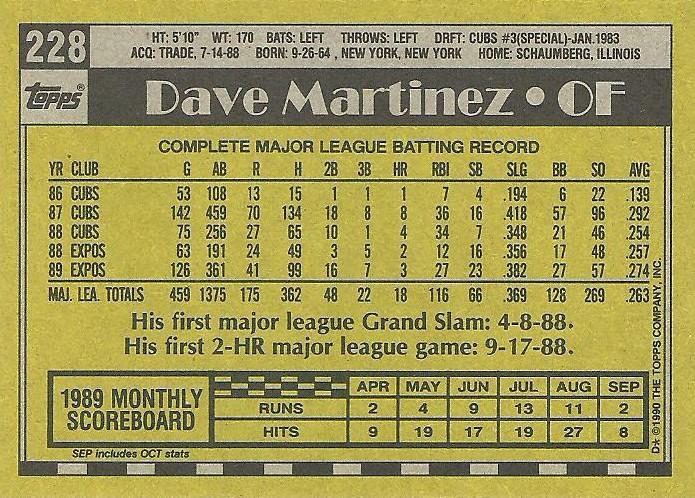 228
HT: 5'10" WT: 170 BATS: LEFT THROWS: LEFT DRFT: CUBS #3(SPECIAL)-JAN.1983
ACQ: TRADE, 7-14-88 BORN: 9-26-64, NEW YORK, NEW YORK HOME: SCHAUMBERG, ILLINOIS
TOPPS®
Dave Martinez • OF
COMPLETE MAJOR LEAGUE BATTING RECORD
YR CLUB G AB R H 2B 3B HR RBI SB SLG BB SO AVG
86 CUBS 53 108 13 15 1 1 1 7 4 .194 6 22 .139
87 CUBS 142 459 70 134 18 8 8 36 16 .418 57 96 .292
88 CUBS 75 256 27 65 10 1 4 34 7 .348 21 46 .254
88 EXPOS 63 191 24 49 3 5 2 12 16 .356 17 48 .257
89 EXPOS 126 361 41 99 16 7 3 27 23 .382 27 57 .274
MAJ. LEA. TOTALS 459 1375 175 362 48 22 18 116 66 .369 128 269 .263
His first major league Grand Slam: 4-8-88.
His first 2-HR major league game: 9-17-88.
1989 MONTHLY
SCOREBOARD
APR MAY JUN JUL AUG SEP
RUNS 2 4 9 13 11 2
HITS 9 19 17 19 27 8
SEP includes OCT stats
D* ©1990 THE TOPPS COMPANY, INC.